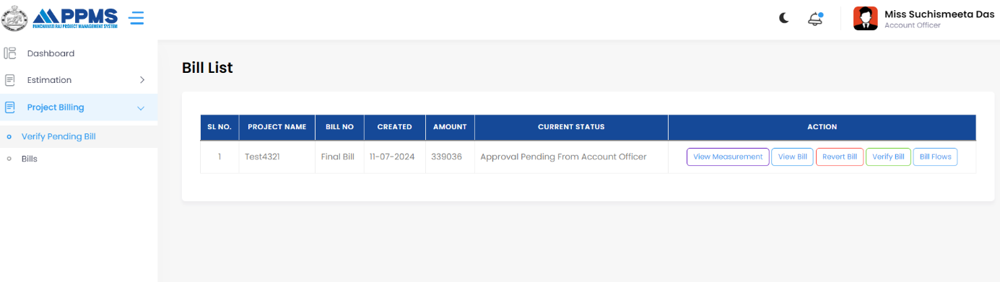 PPMS
PANCHAYATI RAJ PROJECT MANAGEMENT SYSTEM
Miss Suchismeeta Das
Account Officer
Dashboard
Estimation
Project Billing
Verify Pending Bill
Bills
Bill List
SL NO. PROJECT NAME BILL NO CREATED AMOUNT CURRENT STATUS ACTION
1 Test4321 Final Bill 11-07-2024 339036 Approval Pending From Account Officer View Measurement View Bill Revert Bill Verify Bill Bill Flows